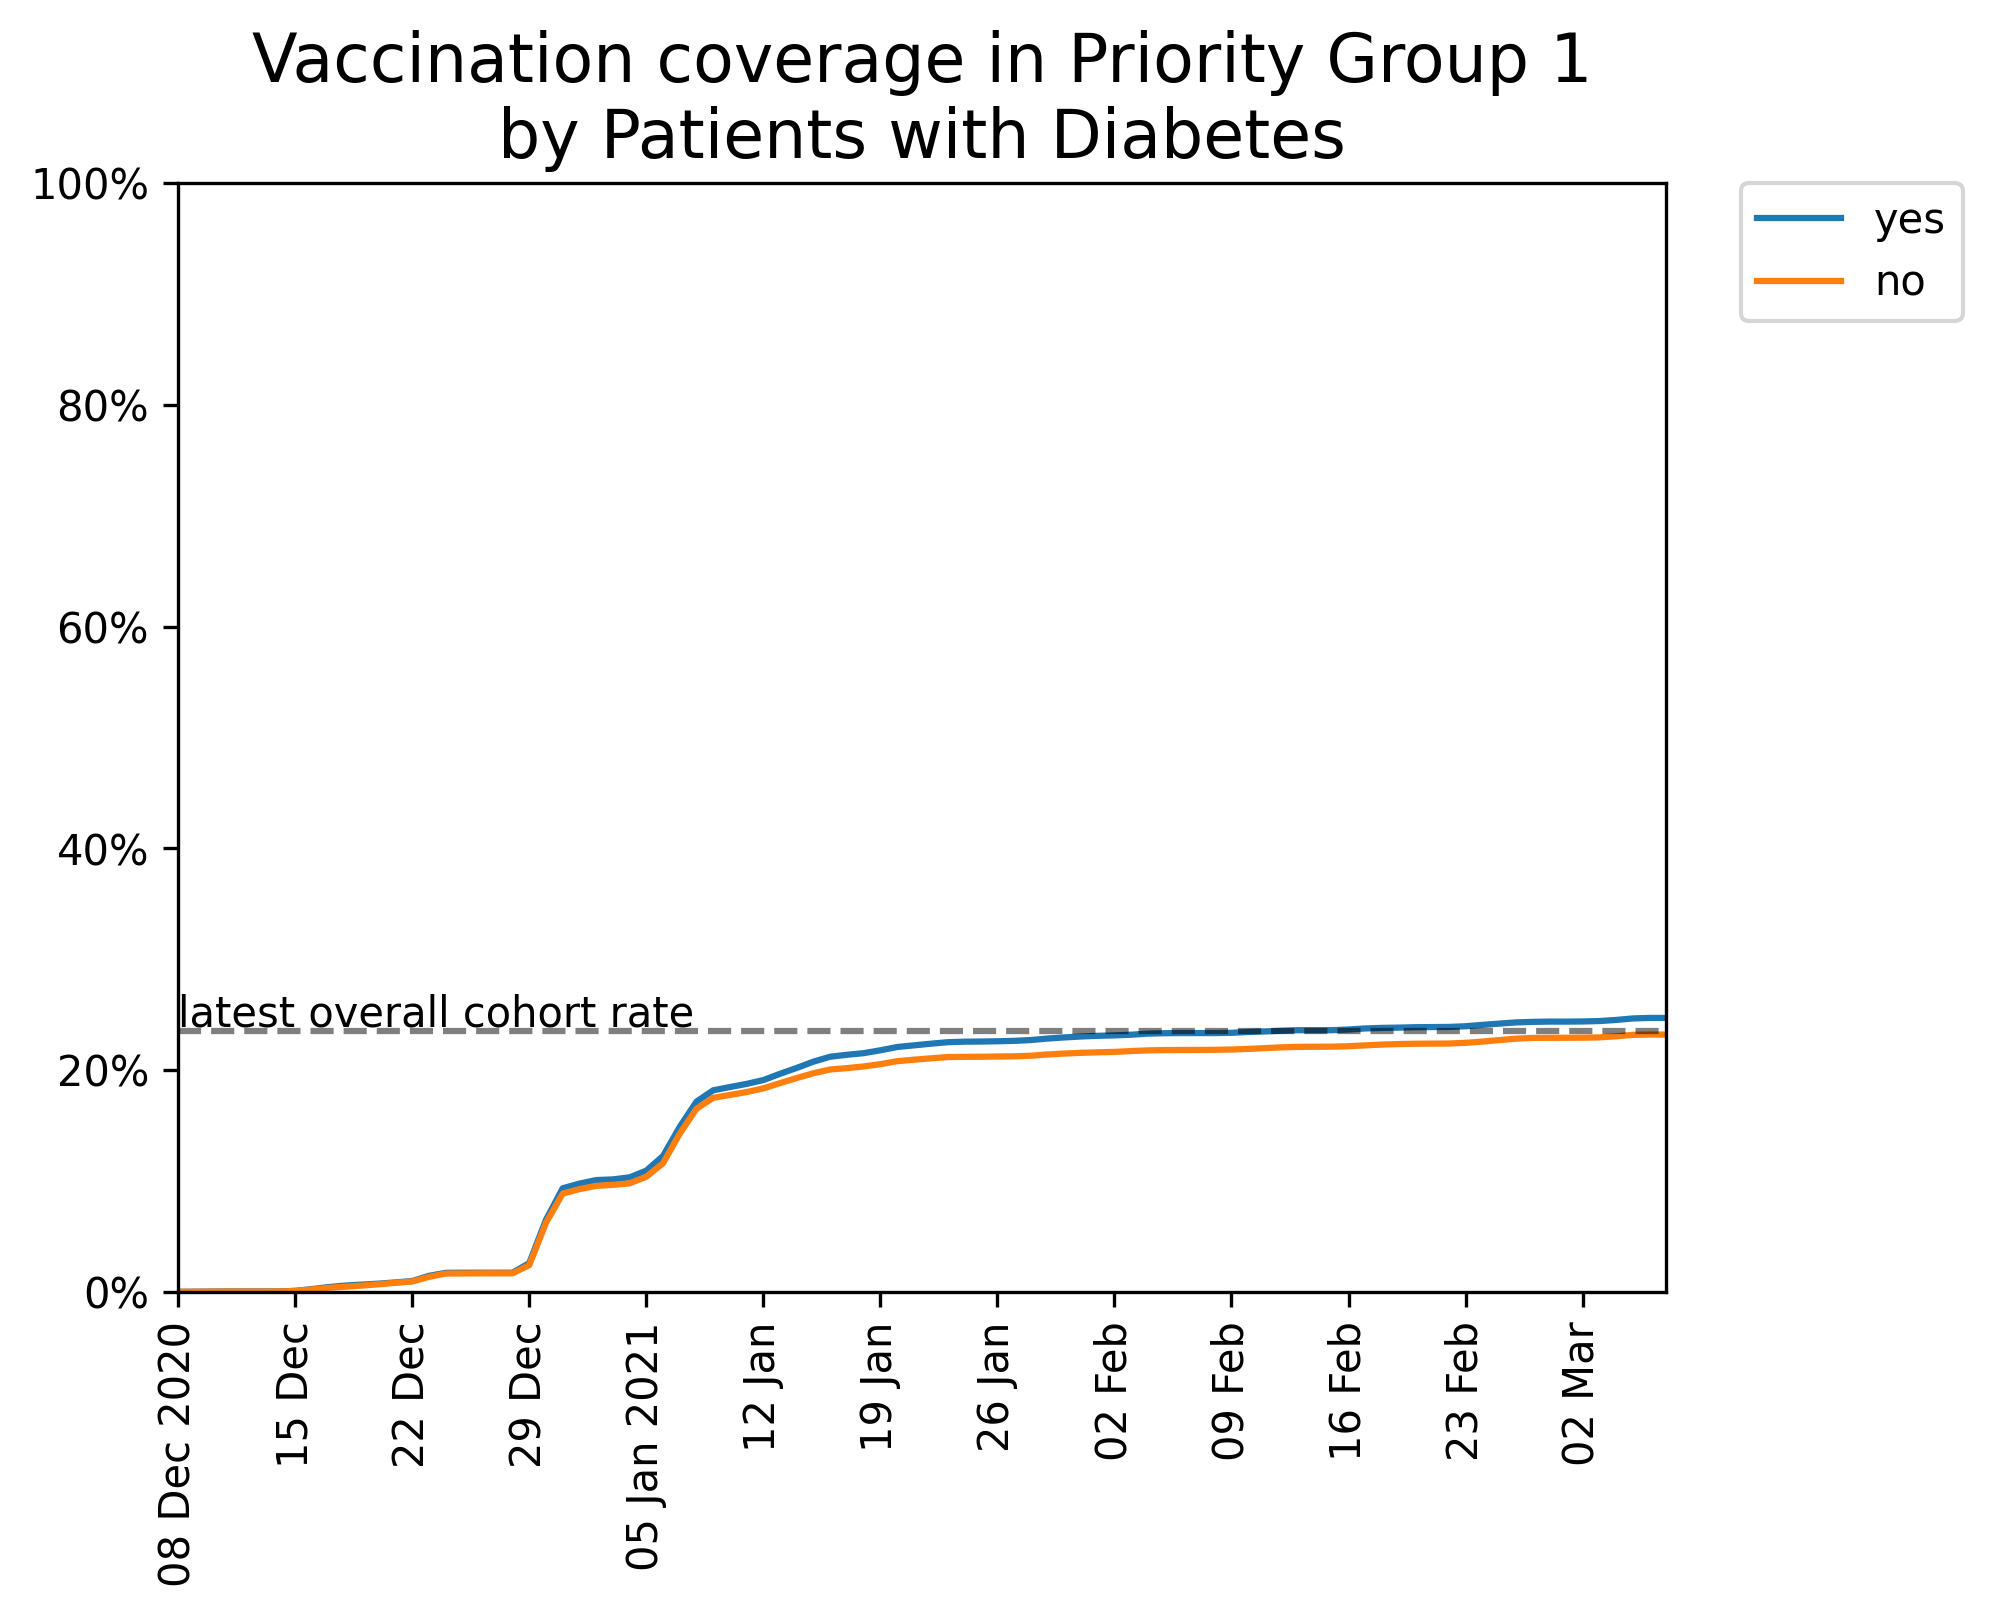 Vaccination coverage in Priority Group 1
by Patients with Diabetes
100%
80%
60%
40%
20%
0%
latest overall cohort rate
yes
no
08 Dec 2020
15 Dec
22 Dec
29 Dec
05 Jan 2021
12 Jan
19 Jan
26 Jan
02 Feb
09 Feb
16 Feb
23 Feb
02 Mar